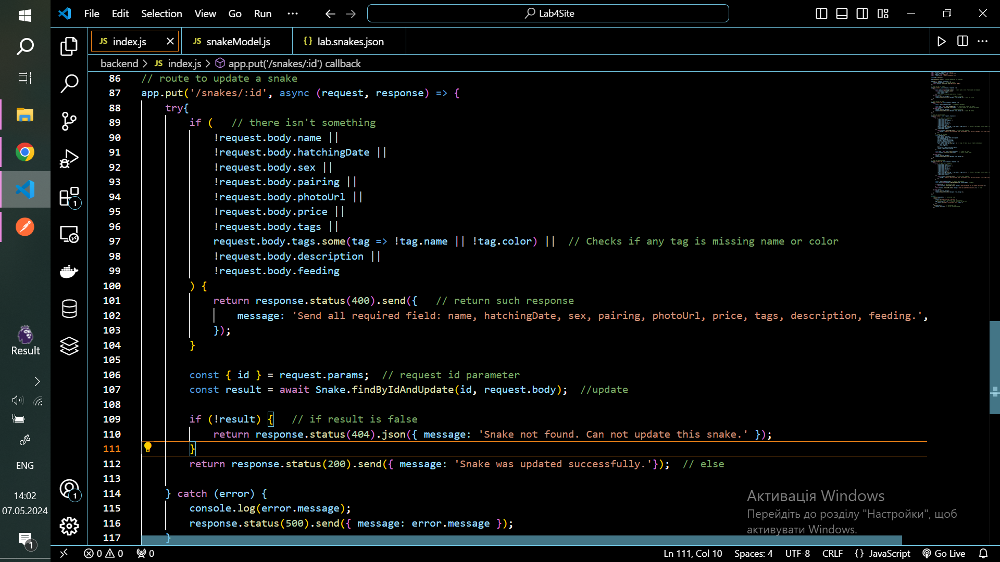 File Edit Selection View Go Run ··· Lab4Site
JS index.js JS snakeModel.js {} lab.snakes.json
backend > JS index.js > app.put('/snakes/:id') callback
86 // route to update a snake
87 app.put('/snakes/:id', async (request, response) => {
88 try{
89 if ( // there isn't something
90 !request.body.name ||
91 !request.body.hatchingDate ||
92 !request.body.sex ||
93 !request.body.pairing ||
94 !request.body.photoUrl ||
95 !request.body.price ||
96 !request.body.tags ||
97 request.body.tags.some(tag => !tag.name || !tag.color) || // Checks if any tag is missing name or color
98 !request.body.description ||
99 !request.body.feeding
100 ) {
101 return response.status(400).send({ // return such response
102 message: 'Send all required field: name, hatchingDate, sex, pairing, photoUrl, price, tags, description, feeding.',
103 });
104 }
105
106 const { id } = request.params; // request id parameter
107 const result = await Snake.findByIdAndUpdate(id, request.body); //update
108
109 if (!result) { // if result is false
110 return response.status(404).json({ message: 'Snake not found. Can not update this snake.' });
111 }
112 return response.status(200).send({ message: 'Snake was updated successfully.'}); // else
113
114 } catch (error) {
115 console.log(error.message);
116 response.status(500).send({ message: error.message });
117 }
Активація Windows
Перейдіть до розділу "Настройки", щоб
активувати Windows.
0 0 0 Ln 111, Col 10 Spaces: 4 UTF-8 CRLF {} JavaScript Go Live
Result
ENG
14:02
07.05.2024
1
1
1